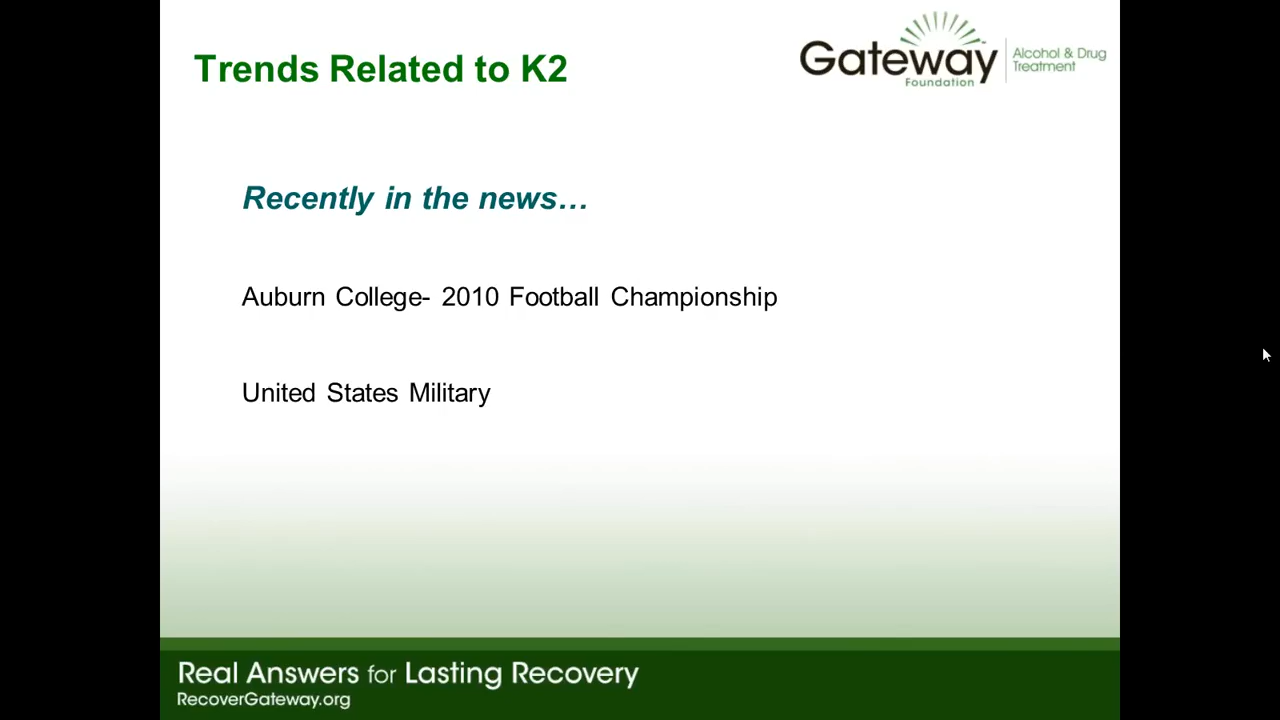 Trends Related to K2
Gateway
Foundation
Alcohol & Drug
Treatment
Recently in the news…
Auburn College- 2010 Football Championship
United States Military
Real Answers for Lasting Recovery
RecoverGateway.org